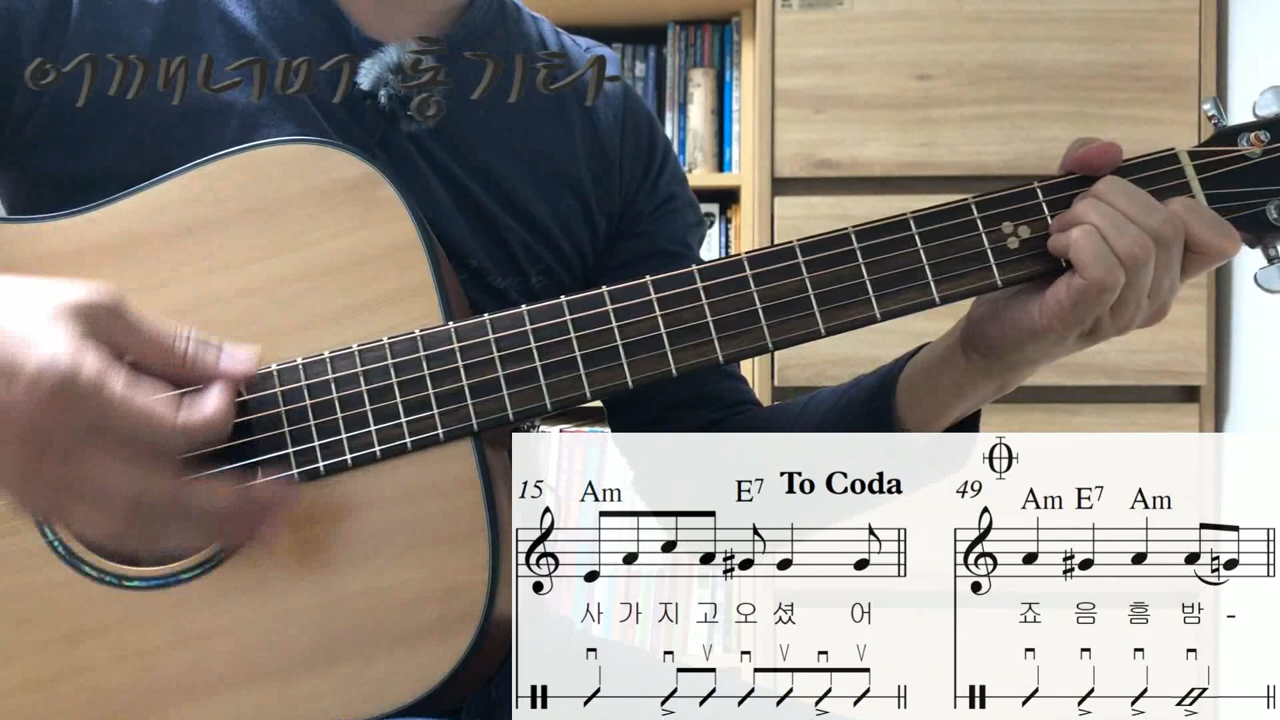 어깨너머 통기타
15 Am E7 To Coda
사 가 지 고 오 셨 어
49 Am E7 Am
죠 음 흠 밤 -